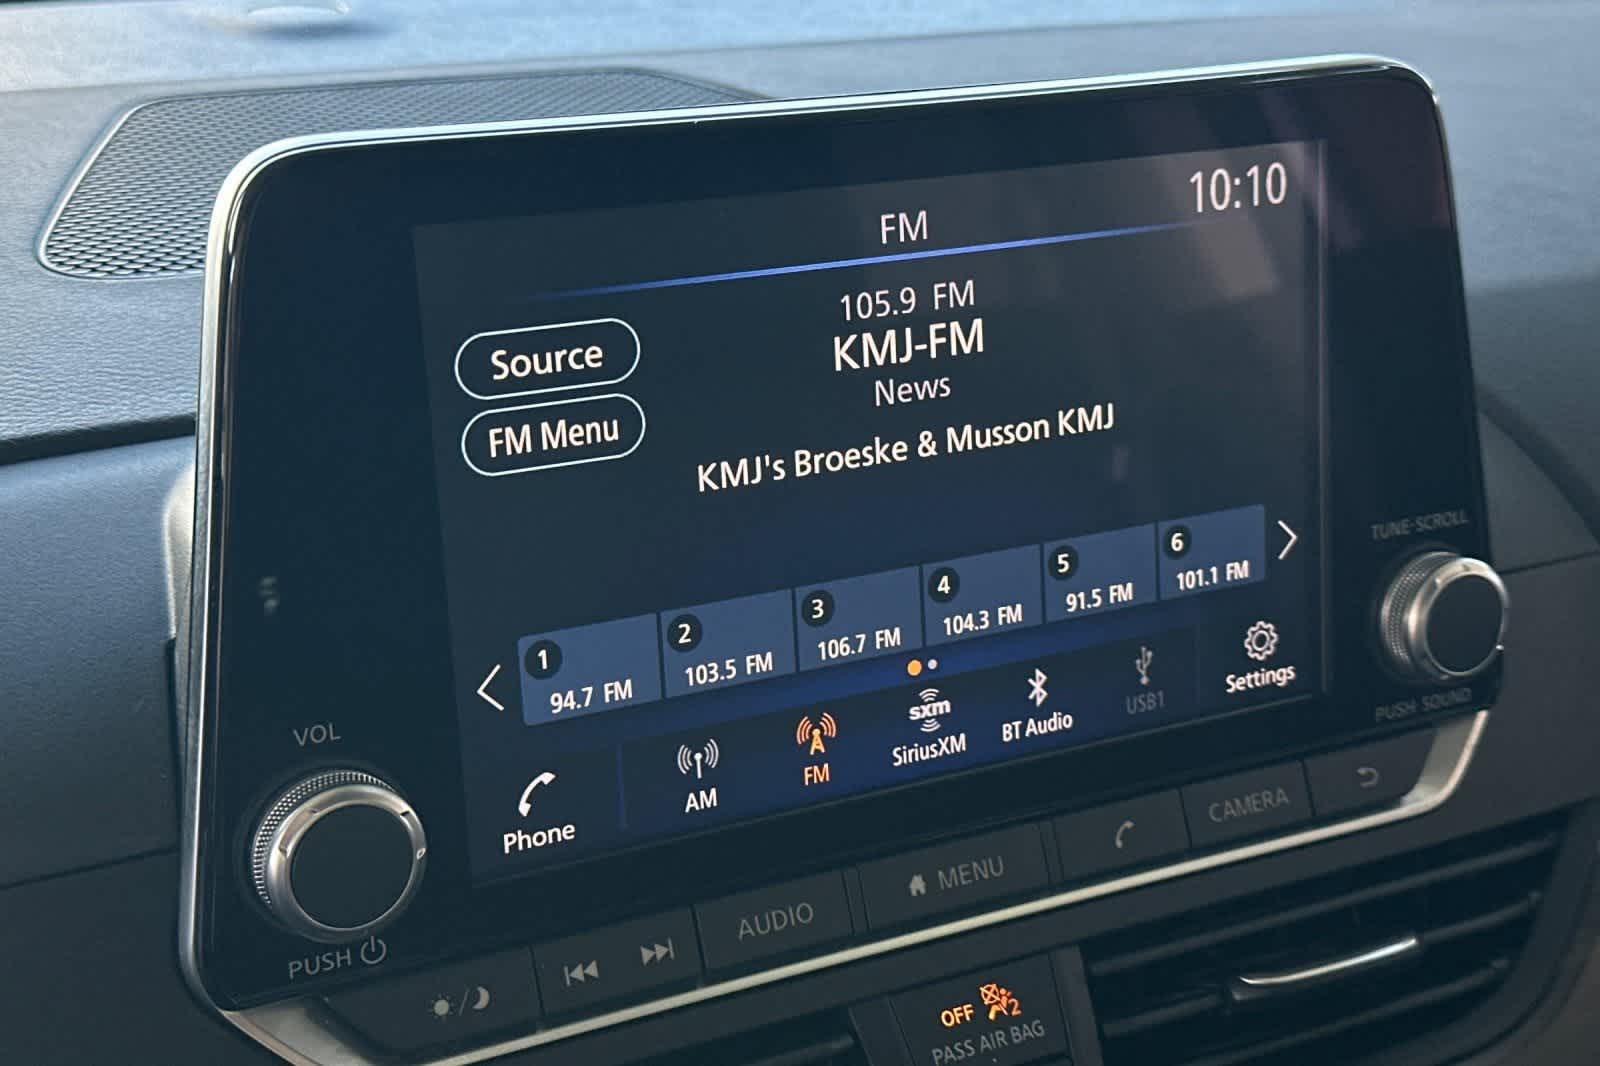 10:10
FM
105.9 FM
KMJ-FM
News
KMJ's Broeske & Musson KMJ
Source
FM Menu
1
94.7 FM
2
103.5 FM
3
106.7 FM
4
104.3 FM
5
91.5 FM
6
101.1 FM
Phone
AM
FM
sxm
SiriusXM
BT Audio
USB1
Settings
TUNE-SCROLL
PUSH SOUND
VOL
PUSH
AUDIO
MENU
CAMERA
OFF
2
PASS AIR BAG